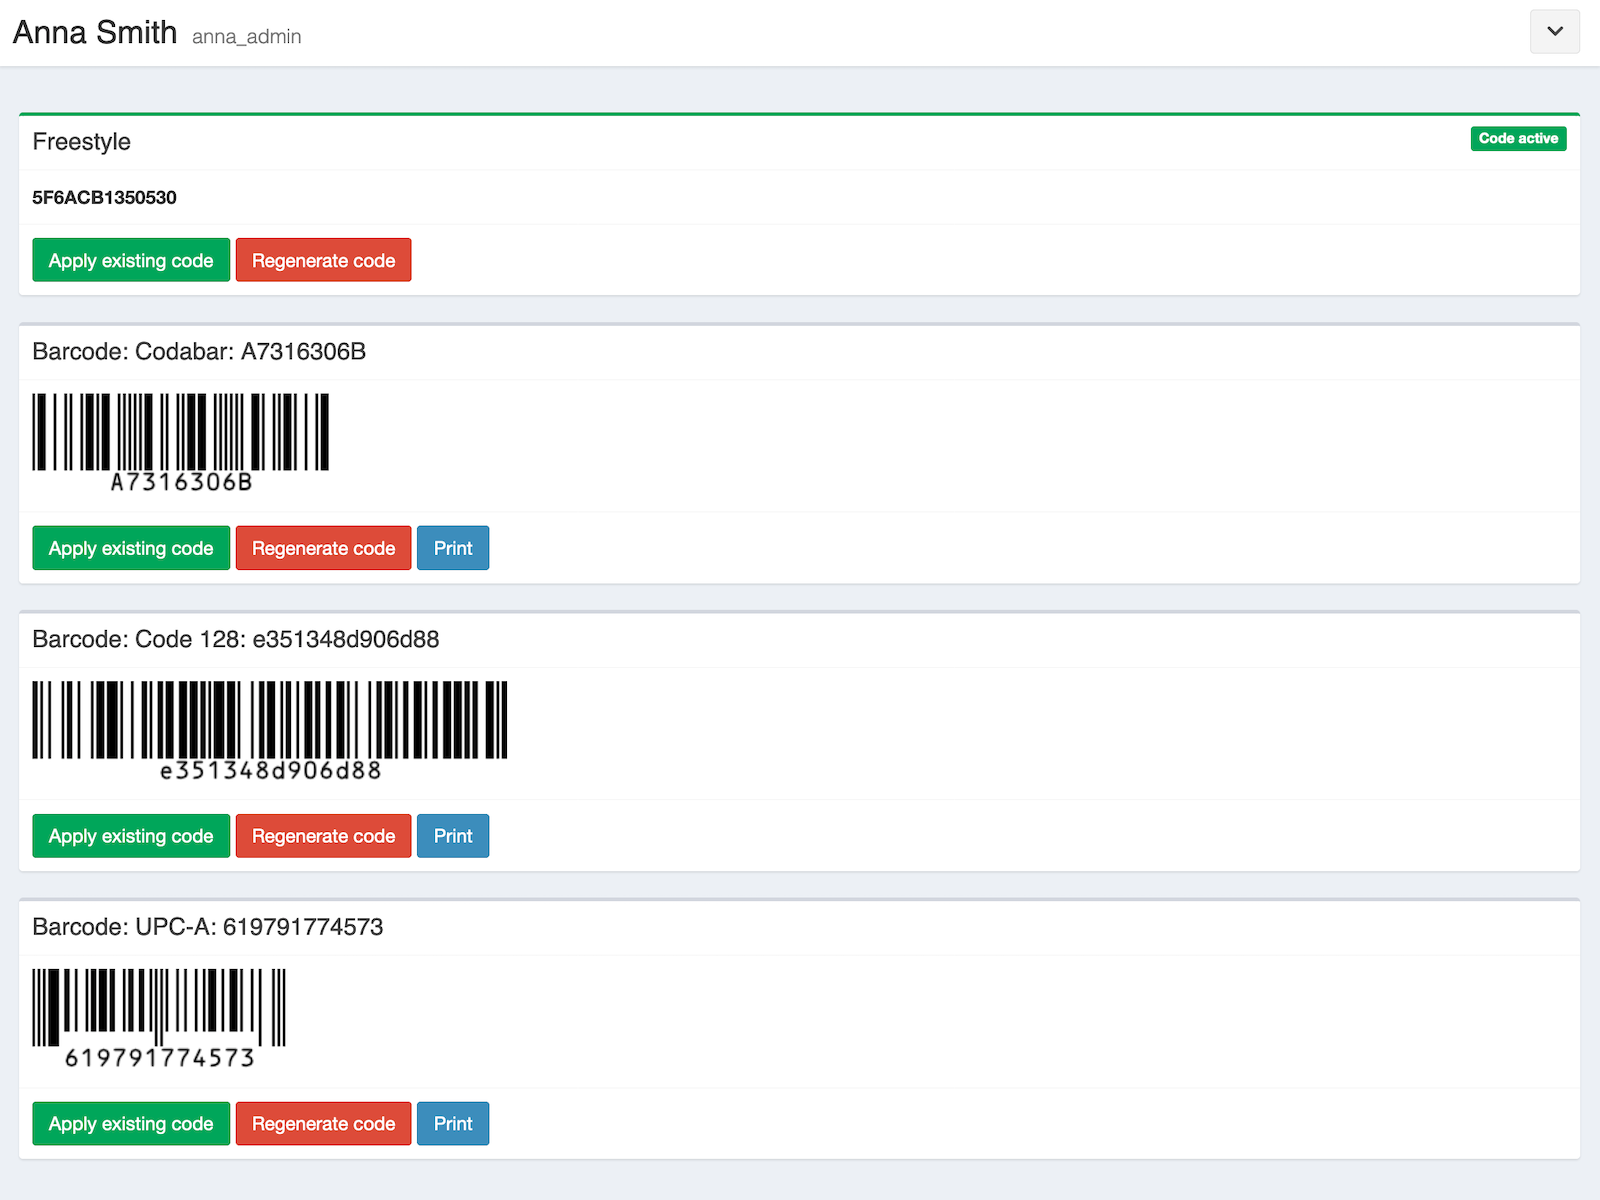 Anna Smith anna_admin
Freestyle Code active
5F6ACB1350530
Apply existing code Regenerate code
Barcode: Codabar: A7316306B
A7316306B
Apply existing code Regenerate code Print
Barcode: Code 128: e351348d906d88
e351348d906d88
Apply existing code Regenerate code Print
Barcode: UPC-A: 619791774573
619791774573
Apply existing code Regenerate code Print